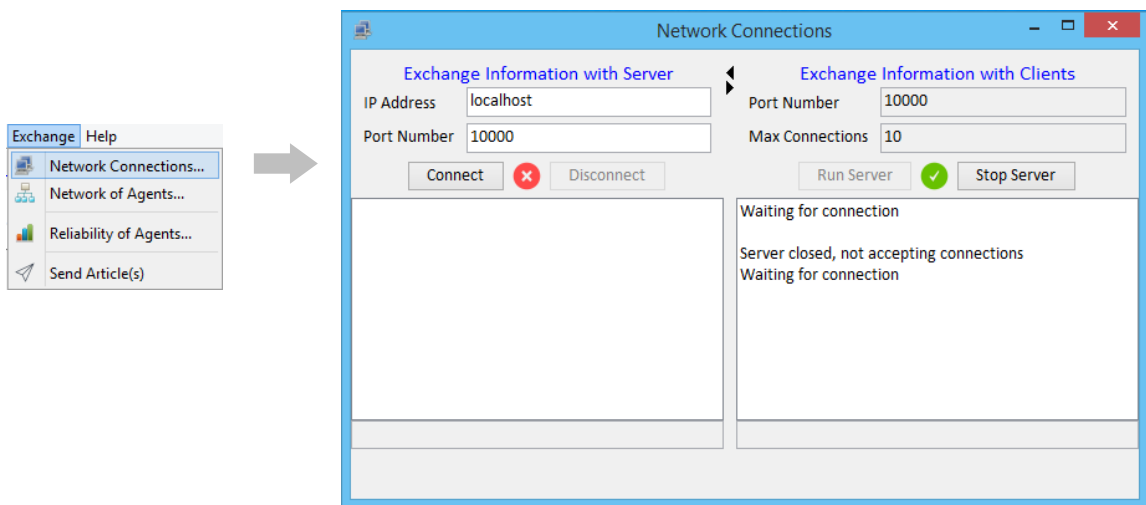 Exchange Help
Network Connections...
Network of Agents...
Reliability of Agents...
Send Article(s)
Network Connections
Exchange Information with Server
IP Address localhost
Port Number 10000
Connect Disconnect
Exchange Information with Clients
Port Number 10000
Max Connections 10
Run Server Stop Server
Waiting for connection
Server closed, not accepting connections
Waiting for connection